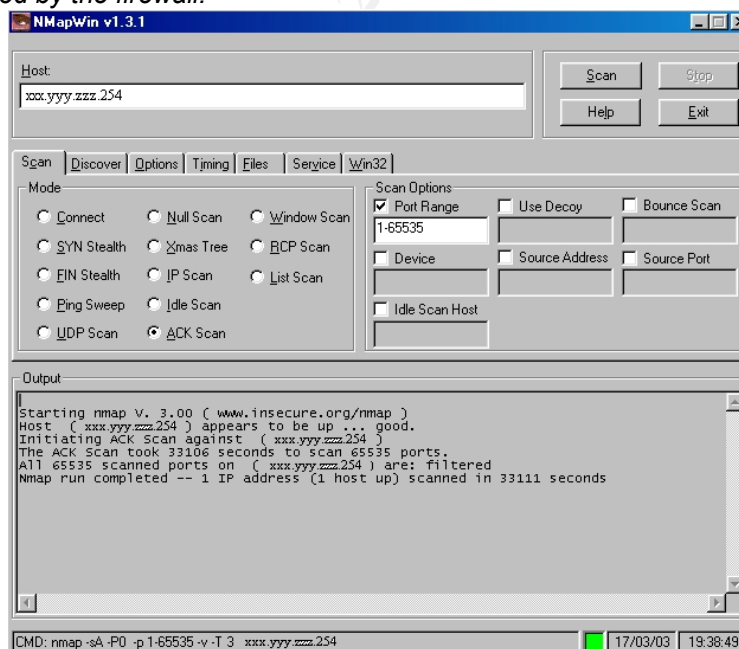 ed by the firewall.
NMapWin v1.3.1
Host:
xxx.yyy.zzz.254
Scan Stop
Help Exit
Scan Discover Options Timing Files Service Win32
Mode
Connect Null Scan Window Scan
SYN Stealth Xmas Tree RCP Scan
FIN Stealth IP Scan List Scan
Ping Sweep Idle Scan
UDP Scan ACK Scan
Scan Options
Port Range Use Decoy Bounce Scan
1-65535
Device Source Address Source Port
Idle Scan Host
Output
Starting nmap V. 3.00 ( www.insecure.org/nmap )
Host ( xxx.yyy.zzz.254 ) appears to be up ... good.
Initiating ACK Scan against ( xxx.yyy.zzz.254 )
The ACK Scan took 33106 seconds to scan 65535 ports.
All 65535 scanned ports on ( xxx.yyy.zzz.254 ) are: filtered
Nmap run completed -- 1 IP address (1 host up) scanned in 33111 seconds
CMD: nmap -sA -P0 -p 1-65535 -v -T 3 xxx.yyy.zzz.254 17/03/03 19:38:49